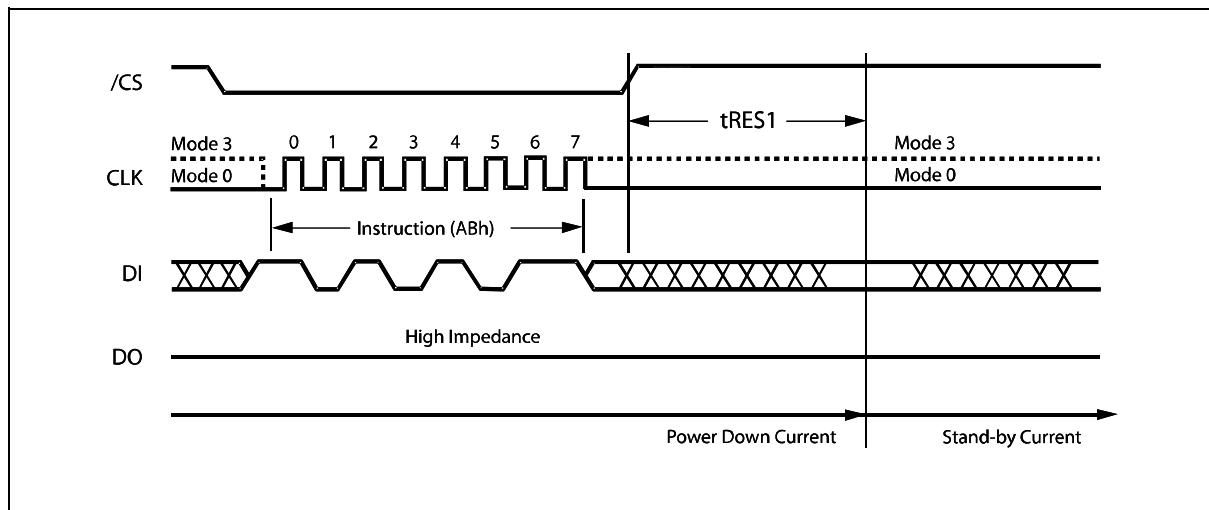 /CS
tRES1
Mode 3
0 1 2 3 4 5 6 7
Mode 3
CLK
Mode 0
Mode 0
Instruction (ABh)
DI
High Impedance
DO
Power Down Current
Stand-by Current